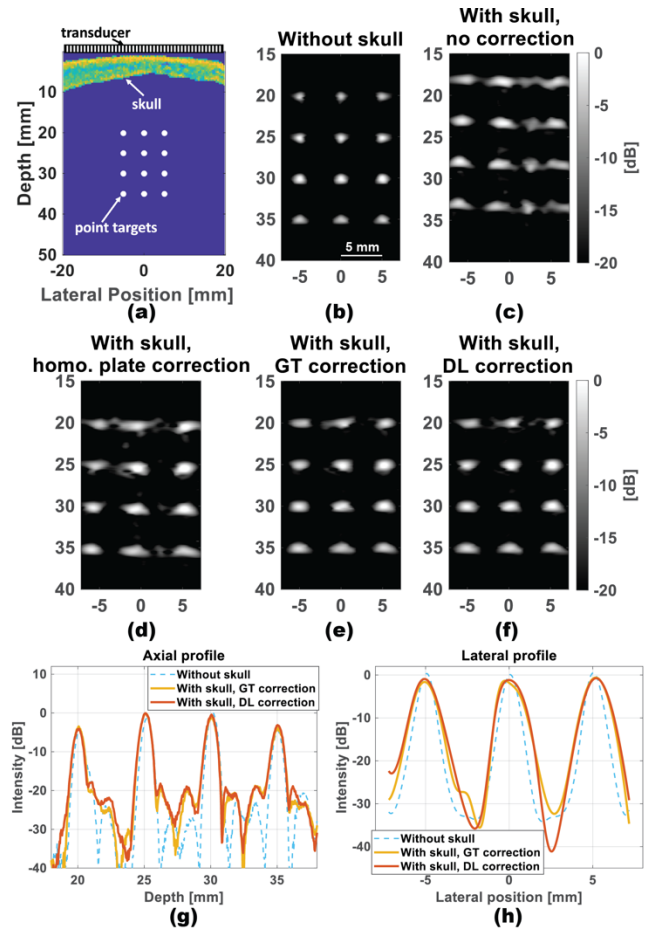 transducer
skull
point targets
10
20
30
40
50
Depth [mm]
-20
0
20
Lateral Position [mm]
(a)
Without skull
15
20
25
30
35
40
5 mm
-5
0
5
(b)
With skull,
no correction
15
20
25
30
35
40
-5
0
5
(c)
0
-5
-10
-15
-20
[dB]
With skull,
homo. plate correction
15
20
25
30
35
40
-5
0
5
(d)
With skull,
GT correction
15
20
25
30
35
40
-5
0
5
(e)
With skull,
DL correction
15
20
25
30
35
40
-5
0
5
(f)
0
-5
-10
-15
-20
[dB]
Axial profile
Without skull
With skull, GT correction
With skull, DL correction
10
0
-10
-20
-30
-40
Intensity [dB]
20
25
30
35
Depth [mm]
(g)
Lateral profile
0
-10
-20
-30
-40
Intensity [dB]
Without skull
With skull, GT correction
With skull, DL correction
-5
0
5
Lateral position [mm]
(h)